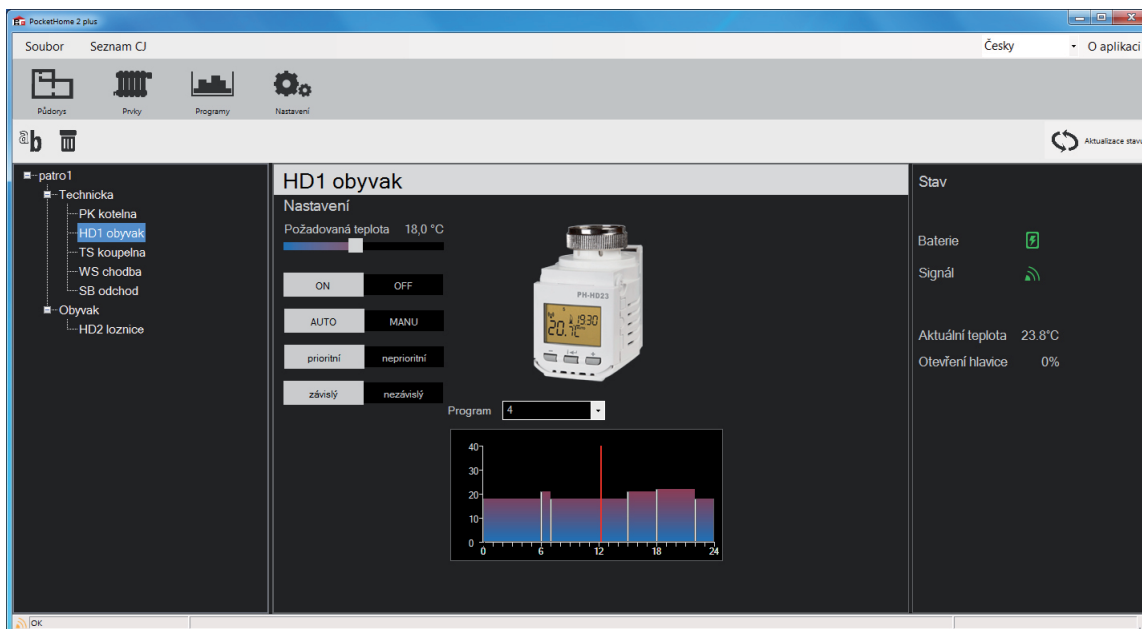 PocketHome 2 plus
Soubor Seznam CJ Česky O aplikaci
Půdorys Prvky Programy Nastavení
ab Aktualizace stavu
patro1
Technicka
PK kotelna
HD1 obyvak
TS koupelna
WS chodba
SB odchod
Obyvak
HD2 loznice
HD1 obyvak
Nastavení
Požadovaná teplota 18,0 °C
ON OFF
AUTO MANU
prioritní neprioritní
závislý nezávislý
PH-HD23
1930
20.
Program 4
40
30
20
10
0
0 6 12 18 24
Stav
Baterie
Signál
Aktuální teplota 23.8°C
Otevření hlavice 0%
OK